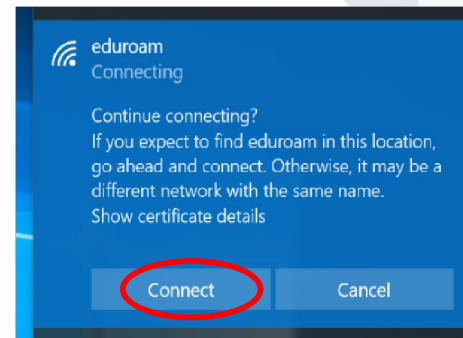 eduroam
Connecting
Continue connecting?
If you expect to find eduroam in this location,
go ahead and connect. Otherwise, it may be a
different network with the same name.
Show certificate details
Connect
Cancel